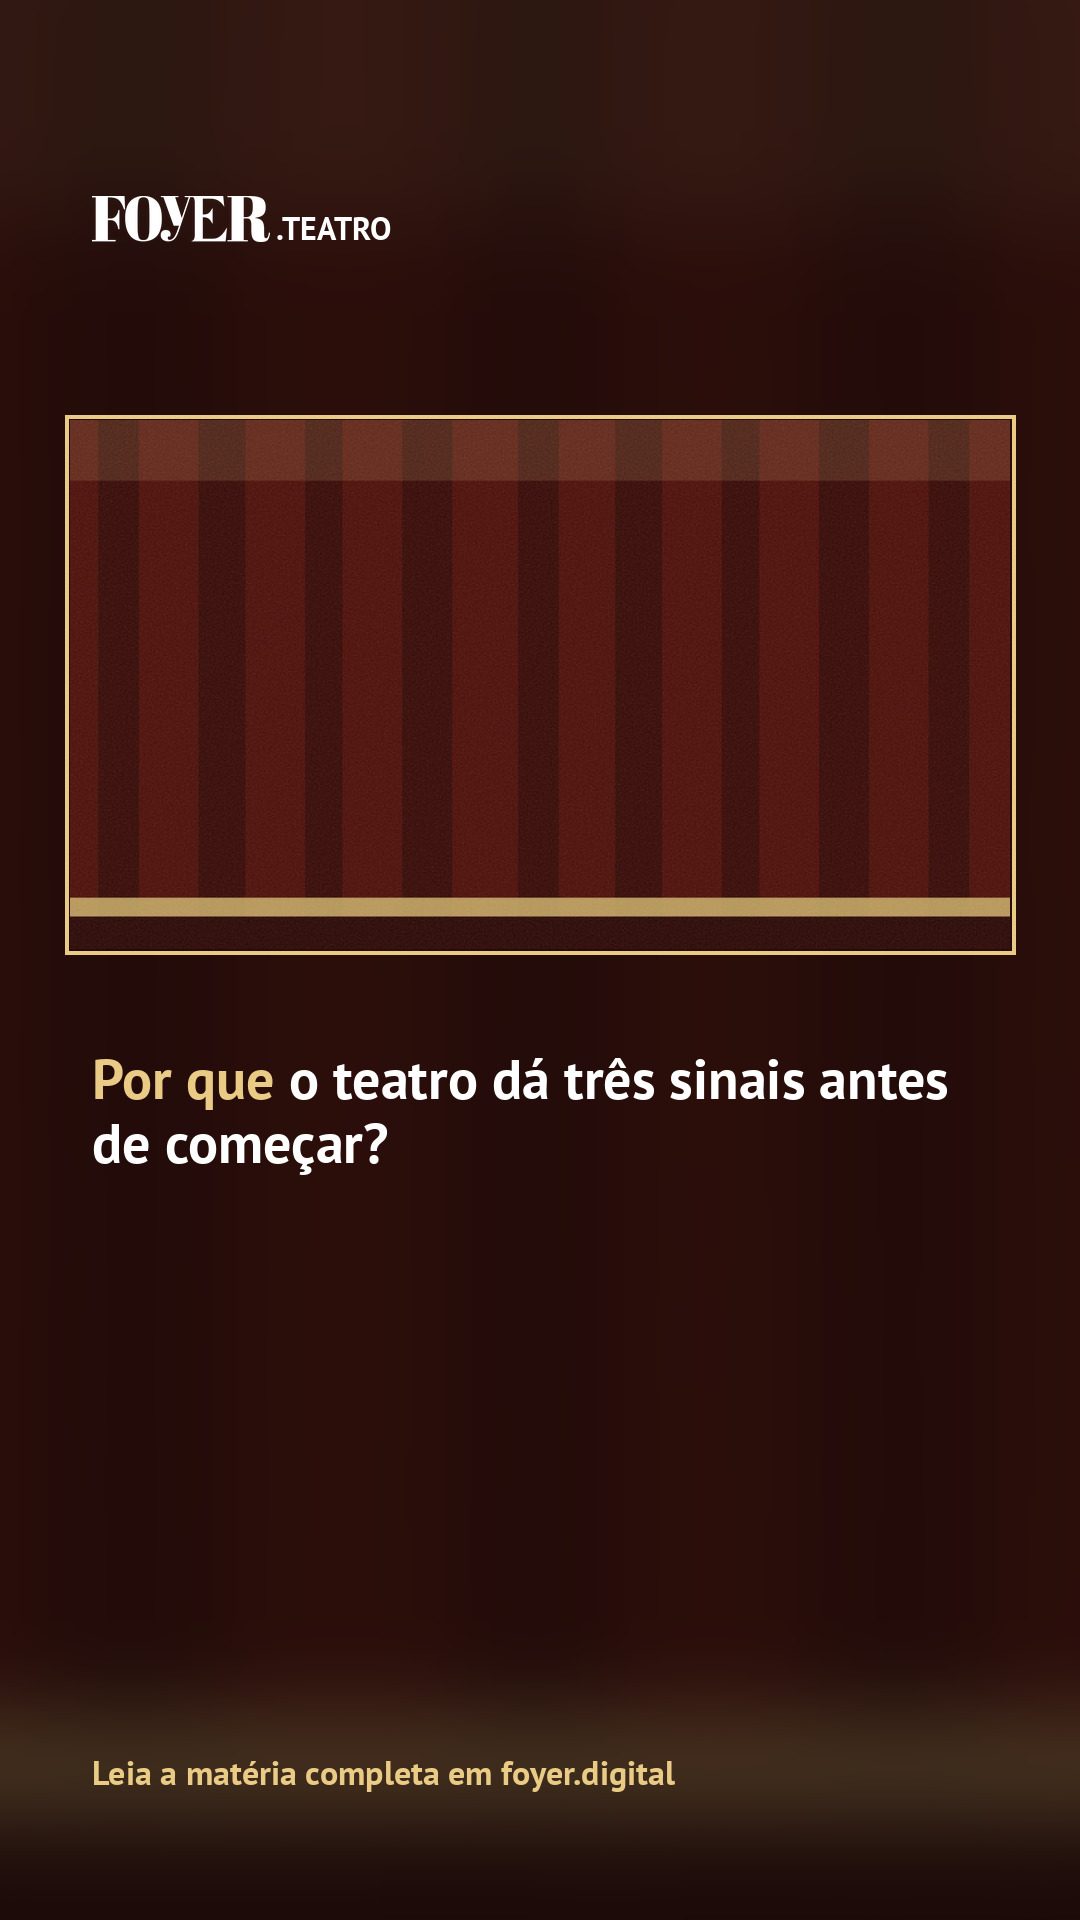 FOYER .TEATRO
Por que o teatro dá três sinais antes
de começar?
Leia a matéria completa em foyer.digital